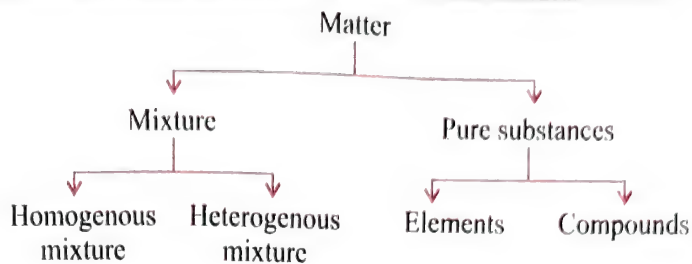 Matter
Mixture
Pure substances
Homogenous
mixture
Heterogenous
mixture
Elements
Compounds